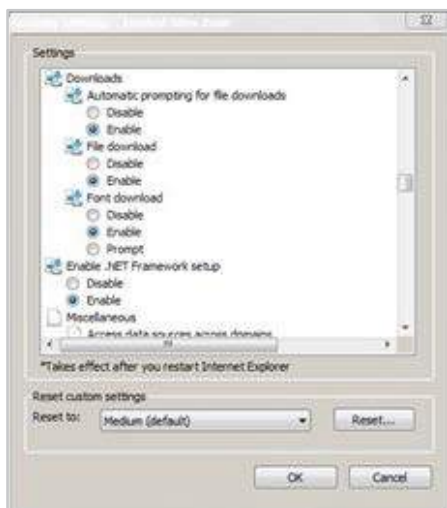 Settings
Downloads
Automatic prompting for file downloads
Disable
Enable
File download
Disable
Enable
Font download
Disable
Enable
Prompt
Enable .NET Framework setup
Disable
Enable
Miscellaneous
Access data sources across domains
*Takes effect after you restart Internet Explorer
Reset custom settings
Reset to:
Medium (default)
Reset...
OK
Cancel